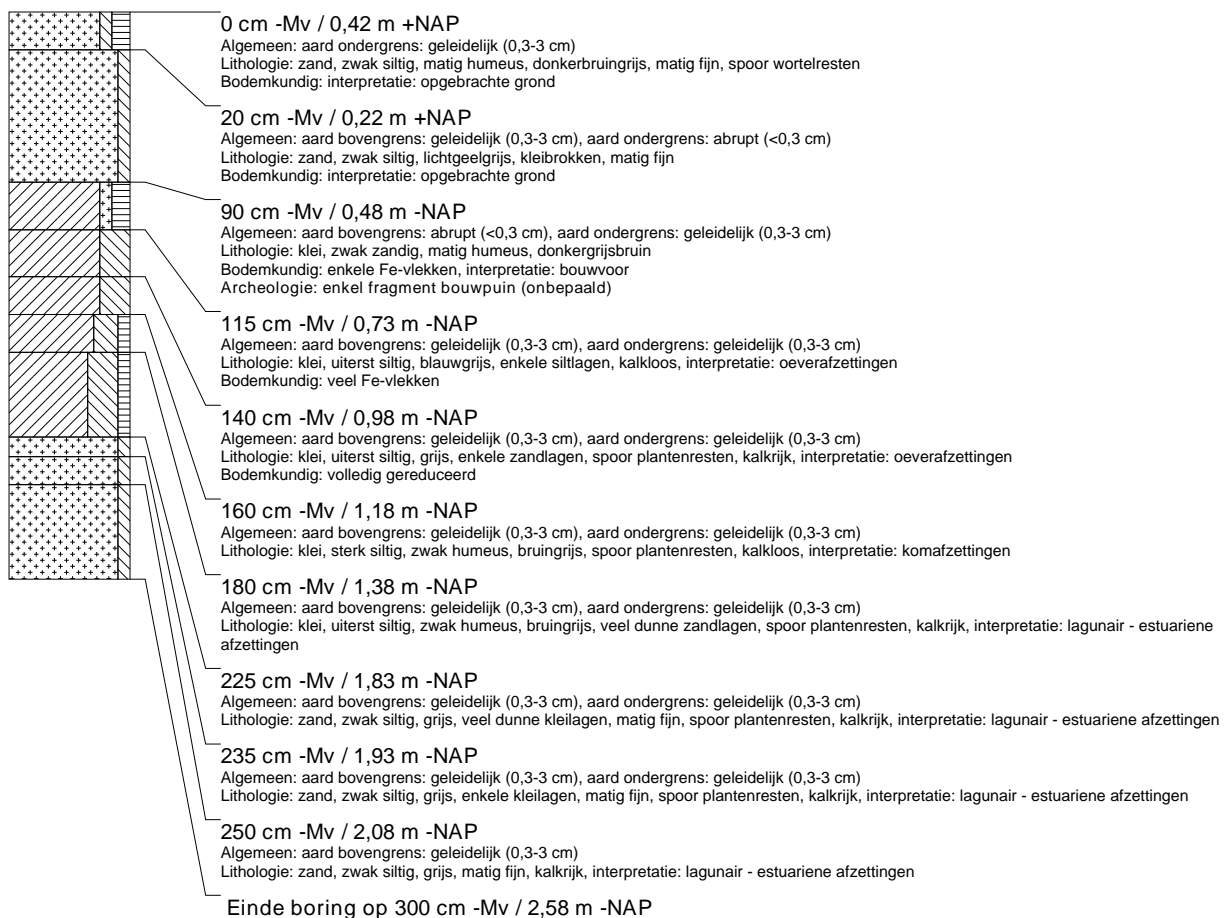 0 cm -Mv / 0,42 m +NAP
Algemeen: aard ondergrens: geleidelijk (0,3-3 cm)
Lithologie: zand, zwak siltig, matig humeus, donkerbruingrijs, matig fijn, spoor wortelresten
Bodemkundig: interpretatie: opgebrachte grond
20 cm -Mv / 0,22 m +NAP
Algemeen: aard bovengrens: geleidelijk (0,3-3 cm), aard ondergrens: abrupt (<0,3 cm)
Lithologie: zand, zwak siltig, lichtgeelgrijs, kleibrokken, matig fijn
Bodemkundig: interpretatie: opgebrachte grond
90 cm -Mv / 0,48 m -NAP
Algemeen: aard bovengrens: abrupt (<0,3 cm), aard ondergrens: geleidelijk (0,3-3 cm)
Lithologie: klei, zwak zandig, matig humeus, donkergrijsbruin
Bodemkundig: enkele Fe-vlekken, interpretatie: bouwvoor
Archeologie: enkel fragment bouwpuin (onbepaald)
115 cm -Mv / 0,73 m -NAP
Algemeen: aard bovengrens: geleidelijk (0,3-3 cm), aard ondergrens: geleidelijk (0,3-3 cm)
Lithologie: klei, uiterst siltig, blauwgrijs, enkele siltlagen, kalkloos, interpretatie: oeverafzettingen
Bodemkundig: veel Fe-vlekken
140 cm -Mv / 0,98 m -NAP
Algemeen: aard bovengrens: geleidelijk (0,3-3 cm), aard ondergrens: geleidelijk (0,3-3 cm)
Lithologie: klei, uiterst siltig, grijs, enkele zandlagen, spoor plantenresten, kalkrijk, interpretatie: oeverafzettingen
Bodemkundig: volledig gereduceerd
160 cm -Mv / 1,18 m -NAP
Algemeen: aard bovengrens: geleidelijk (0,3-3 cm), aard ondergrens: geleidelijk (0,3-3 cm)
Lithologie: klei, sterk siltig, zwak humeus, bruingrijs, spoor plantenresten, kalkloos, interpretatie: komafzettingen
180 cm -Mv / 1,38 m -NAP
Algemeen: aard bovengrens: geleidelijk (0,3-3 cm), aard ondergrens: geleidelijk (0,3-3 cm)
Lithologie: klei, uiterst siltig, zwak humeus, bruingrijs, veel dunne zandlagen, spoor plantenresten, kalkrijk, interpretatie: lagunair - estuariene
afzettingen
225 cm -Mv / 1,83 m -NAP
Algemeen: aard bovengrens: geleidelijk (0,3-3 cm), aard ondergrens: geleidelijk (0,3-3 cm)
Lithologie: zand, zwak siltig, grijs, veel dunne kleilagen, matig fijn, spoor plantenresten, kalkrijk, interpretatie: lagunair - estuariene afzettingen
235 cm -Mv / 1,93 m -NAP
Algemeen: aard bovengrens: geleidelijk (0,3-3 cm), aard ondergrens: geleidelijk (0,3-3 cm)
Lithologie: zand, zwak siltig, grijs, enkele kleilagen, matig fijn, spoor plantenresten, kalkrijk, interpretatie: lagunair - estuariene afzettingen
250 cm -Mv / 2,08 m -NAP
Algemeen: aard bovengrens: geleidelijk (0,3-3 cm)
Lithologie: zand, zwak siltig, grijs, matig fijn, kalkrijk, interpretatie: lagunair - estuariene afzettingen
Einde boring op 300 cm -Mv / 2,58 m -NAP